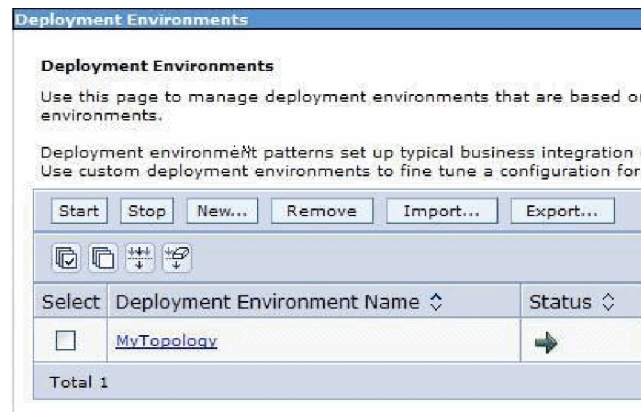 Deployment Environments
Deployment Environments
Use this page to manage deployment environments that are based o
environments.
Deployment environment patterns set up typical business integration
Use custom deployment environments to fine tune a configuration for
Start Stop New... Remove Import... Export...
Select Deployment Environment Name Status
MyTopology
Total 1